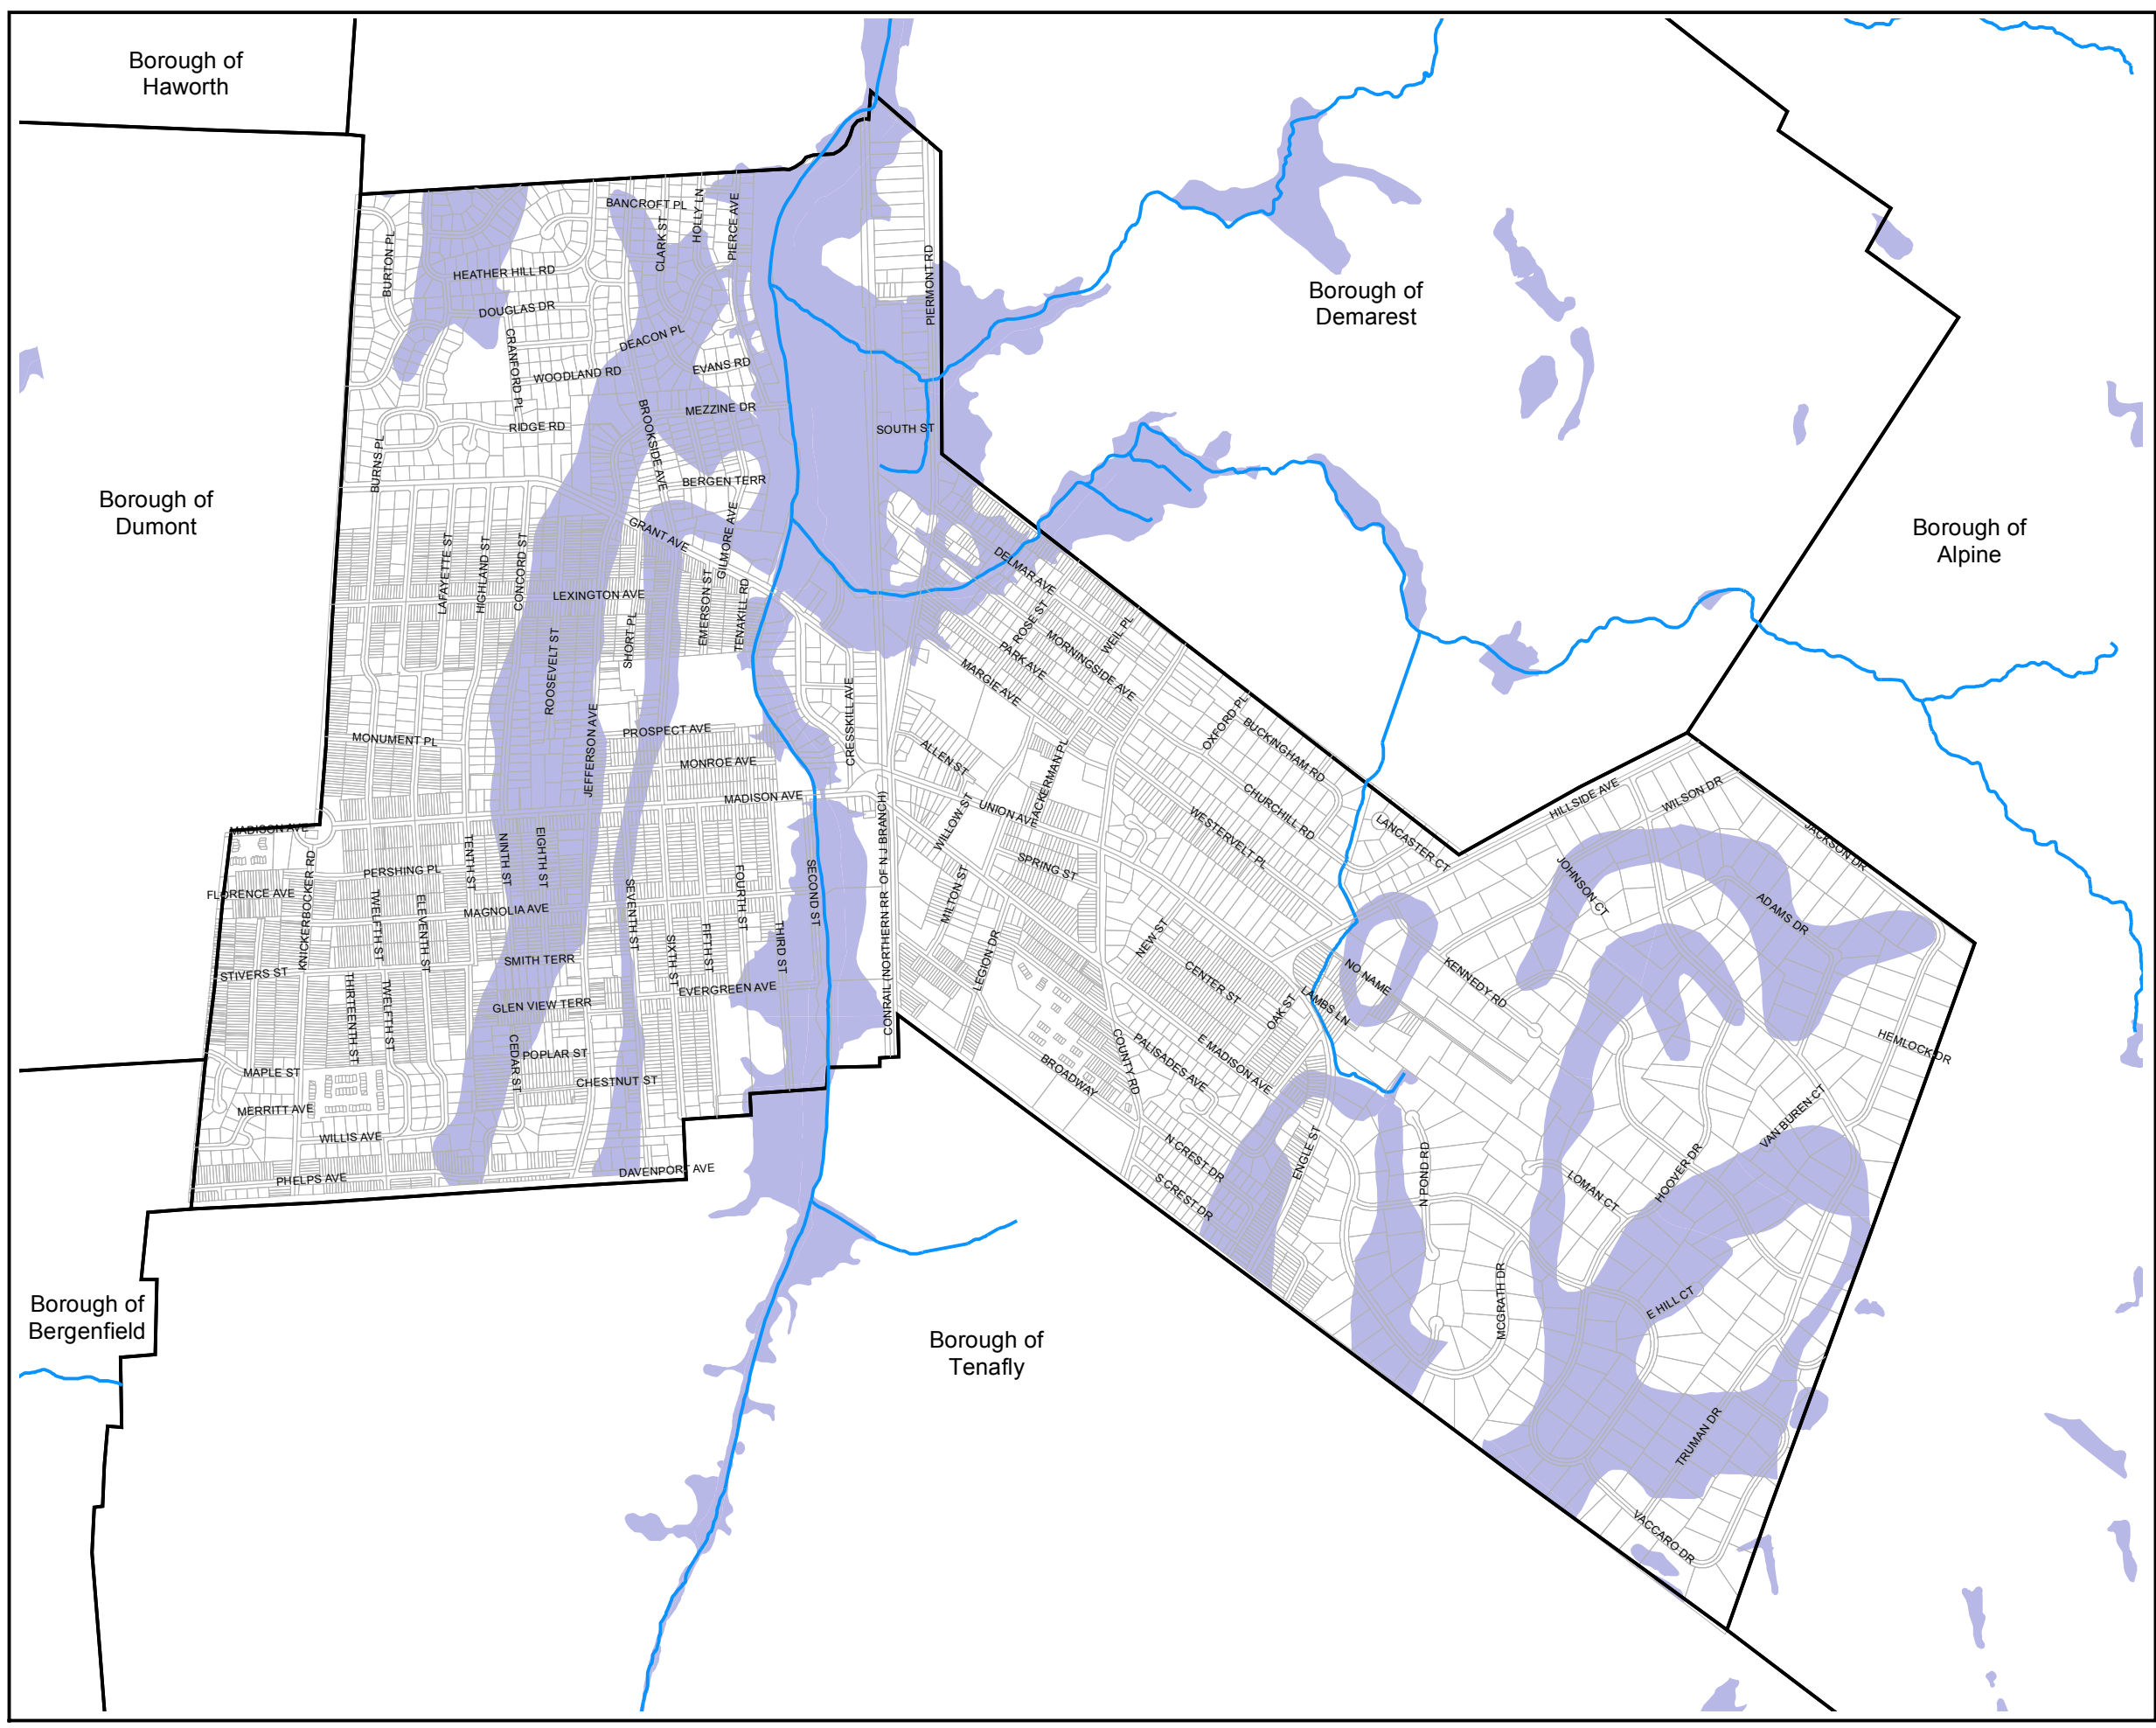 Borough of
Haworth
BANCROFT PL
HOLLY LN
PIERCE AVE
CLARK ST
BURTON PL
HEATHER HILL RD
PIERMONT RD
DOUGLAS DR
Borough of
Demarest
DEACON PL
CRANFORD PL
EVANS RD
WOODLAND RD
MEZZINE DR
BROOKSIDE AVE
RIDGE RD
SOUTH ST
BURNS PL
BERGEN TERR
Borough of
Dumont
GRANT AVE
GILMORE AVE
Borough of
Alpine
LAFAYETTE ST
HIGHLAND ST
CONCORD ST
DELMAR AVE
LEXINGTON AVE
EMERSON ST
TENAKILL RD
SHORT PL
ROOSEVELT ST
ROSE ST
WEIL PL
MORNINGSIDE AVE
PARK AVE
MARGIE AVE
CRESSKILL AVE
OXFORD PL
BUCKINGHAM RD
JEFFERSON AVE
PROSPECT AVE
MONUMENT PL
ALLEN ST
MONROE AVE
HACKERMAN PL
MADISON AVE
CHURCHILL RD
HILLSIDE AVE
WILSON DR
UNION AVE
WILLOW ST
WESTERVELT PL
LANCASTER CT
JACKSON DR
MADISON AVE
TENTH ST
NINTH ST
EIGHTH ST
PERSHING PL
SPRING ST
JOHNSON CT
FLORENCE AVE
KNICKERBOCKER RD
TWELFTH ST
ELEVENTH ST
MAGNOLIA AVE
SEVENTH ST
FOURTH ST
SECOND ST
MILTON ST
ADAMS DR
SIXTH ST
FIFTH ST
THIRD ST
CONRAIL (NORTHERN RR OF N J BRANCH)
NEW ST
SMITH TERR
STIVERS ST
LEGION DR
CENTER ST
NO NAME
KENNEDY RD
EVERGREEN AVE
GLEN VIEW TERR
THIRTEENTH ST
TWELFTH ST
OAK ST
LAMBS LN
HEMLOCK DR
CEDAR ST
POPLAR ST
COUNTY RD
PALISADES AVE
E MADISON AVE
MAPLE ST
CHESTNUT ST
BROADWAY
MERRITT AVE
VAN BUREN CT
WILLIS AVE
N CREST DR
ENGLE ST
N POND RD
HOOVER DR
DAVENPORT AVE
PHELPS AVE
S CREST DR
LOMAN CT
Borough of
Bergenfield
E HILL CT
MCGRATH DR
Borough of
Tenafly
TRUMAN DR
VACCARO DR